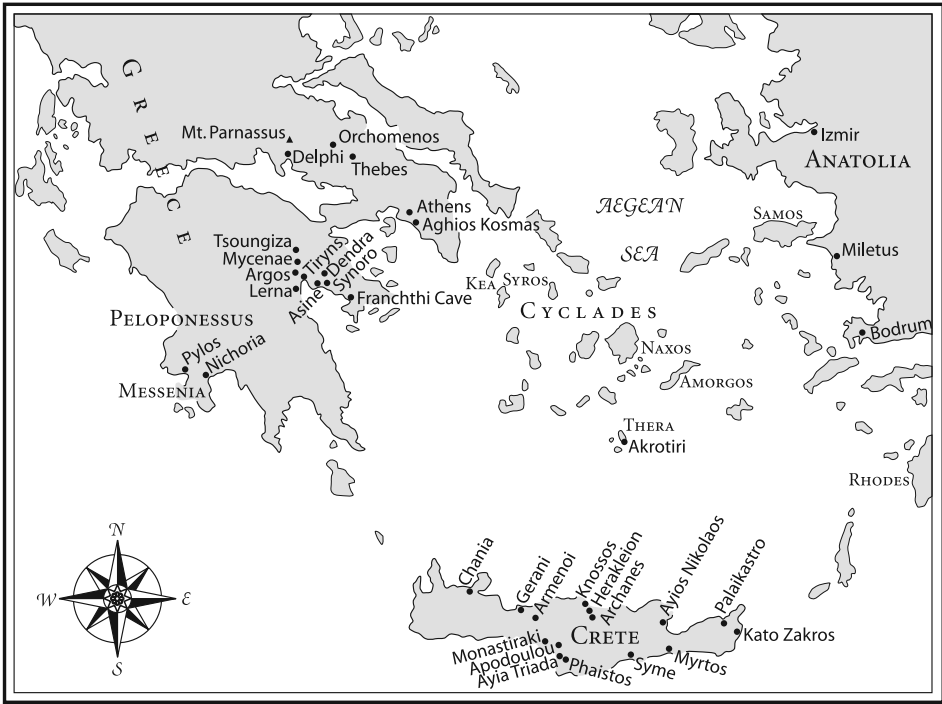 GREECE
Mt. Parnassus
Delphi
Orchomenos
Thebes
Izmir
ANATOLIA
Athens
Aghios Kosmas
AEGEAN
SEA
SAMOS
Miletus
Tsoungiza
Mycenae
Argos
Lerna
Tiryns
Dendra
Synoro
Asine
Franchthi Cave
KEA
SYROS
CYCLADES
PELOPONNESUS
Bodrum
NAXOS
AMORGOS
Pylos
Nichoria
MESSENIA
THERA
Akrotiri
RHODES
N
W
E
S
Chania
Gerani
Armenoi
Knossos
Herakleion
Archanes
Ayios Nikolaos
Palaikastro
Kato Zakros
CRETE
Monastiraki
Apodoulou
Ayia Triada
Phaistos
Syme
Myrtos